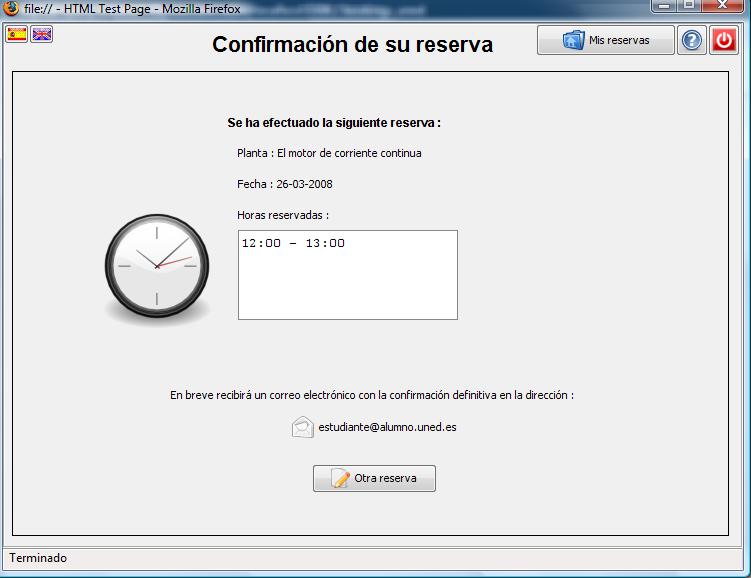 file:// - HTML Test Page - Mozilla Firefox
Confirmación de su reserva
Mis reservas
?
Se ha efectuado la siguiente reserva :
Planta : El motor de corriente continua
Fecha : 26-03-2008
Horas reservadas :
12:00 - 13:00
En breve recibirá un correo electrónico con la confirmación definitiva en la dirección :
estudiante@alumno.uned.es
Otra reserva
Terminado